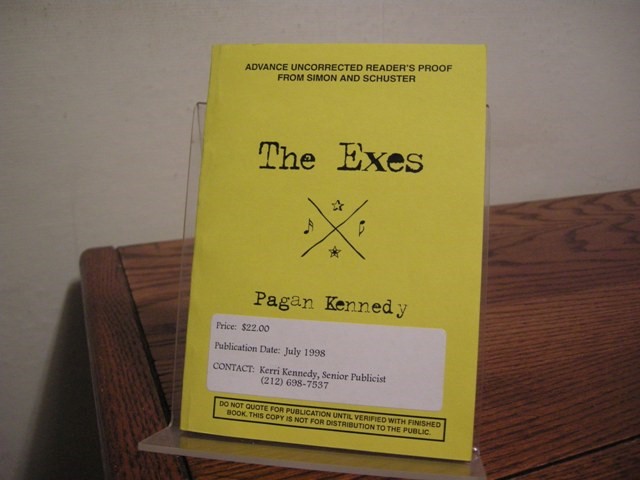 ADVANCE UNCORRECTED READER'S PROOF
FROM SIMON AND SCHUSTER
The Exes
Pagan Kennedy
Price: $22.00
Publication Date: July 1998
CONTACT: Kerri Kennedy, Senior Publicist
(212) 698-7537
DO NOT QUOTE FOR PUBLICATION UNTIL VERIFIED WITH FINISHED
BOOK. THIS COPY IS NOT FOR DISTRIBUTION TO THE PUBLIC.